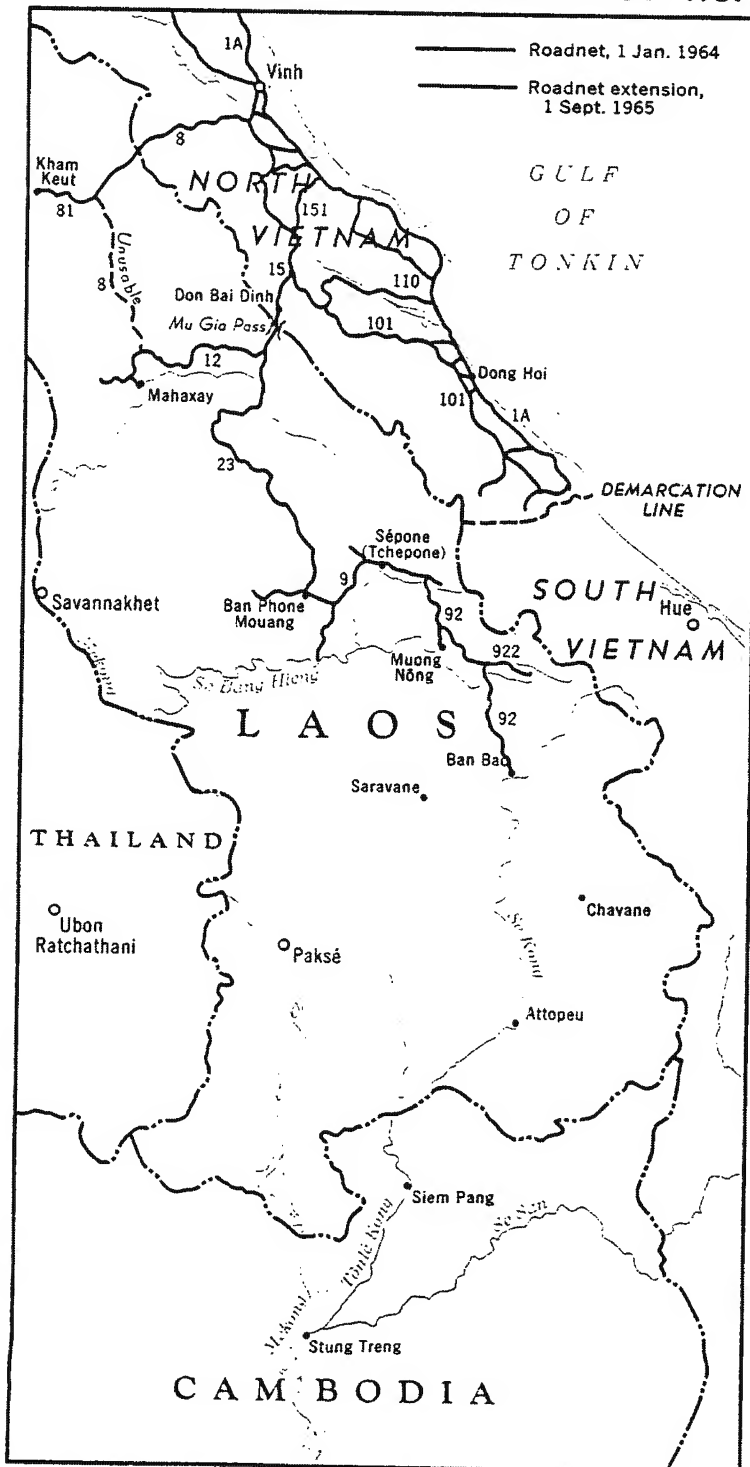 Roadnet, 1 Jan. 1964
Roadnet extension,
1 Sept. 1965
1A
Vinh
8
Kham
Keut
81
NORTH
VIETNAM
GULF
OF
TONKIN
151
Unusable
8
15
110
Don Bai Dinh
Mu Gia Pass
101
12
Mahaxay
Dong Hoi
101
1A
23
DEMARCATION
LINE
Sépone
(Tchepone)
9
Savannakhet
Ban Phone
Mouang
92
SOUTH
Hue
VIETNAM
922
Muong
Nông
Se Bang Hieng
92
LAOS
Ban Bac
Saravane
THAILAND
Ubon
Ratchathani
Chavane
Paksé
Se Kong
Attopeu
Siem Pang
Se San
Tônlé Kong
Mekong
Stung Treng
CAMBODIA